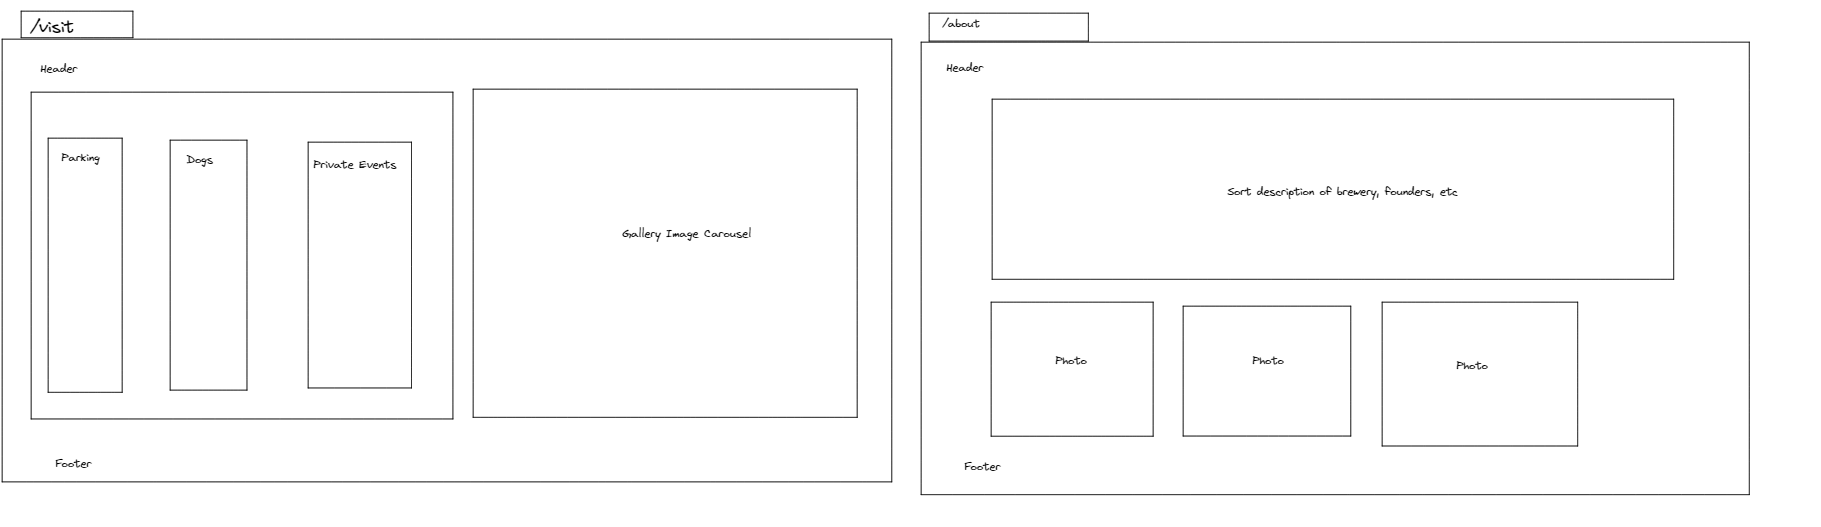 /visit
Header
Parking
Dogs
Private Events
Gallery Image Carousel
Footer
/about
Header
Sort description of brewery, founders, etc
Photo
Photo
Photo
Footer